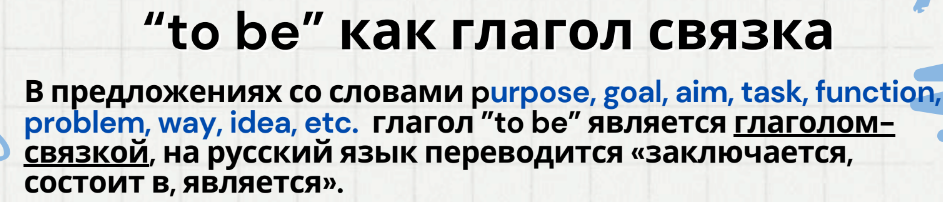 “to be” как глагол связка
В предложениях со словами purpose, goal, aim, task, function,
problem, way, idea, etc. глагол ”to be” является глаголом-
связкой, на русский язык переводится «заключается,
состоит в, является».